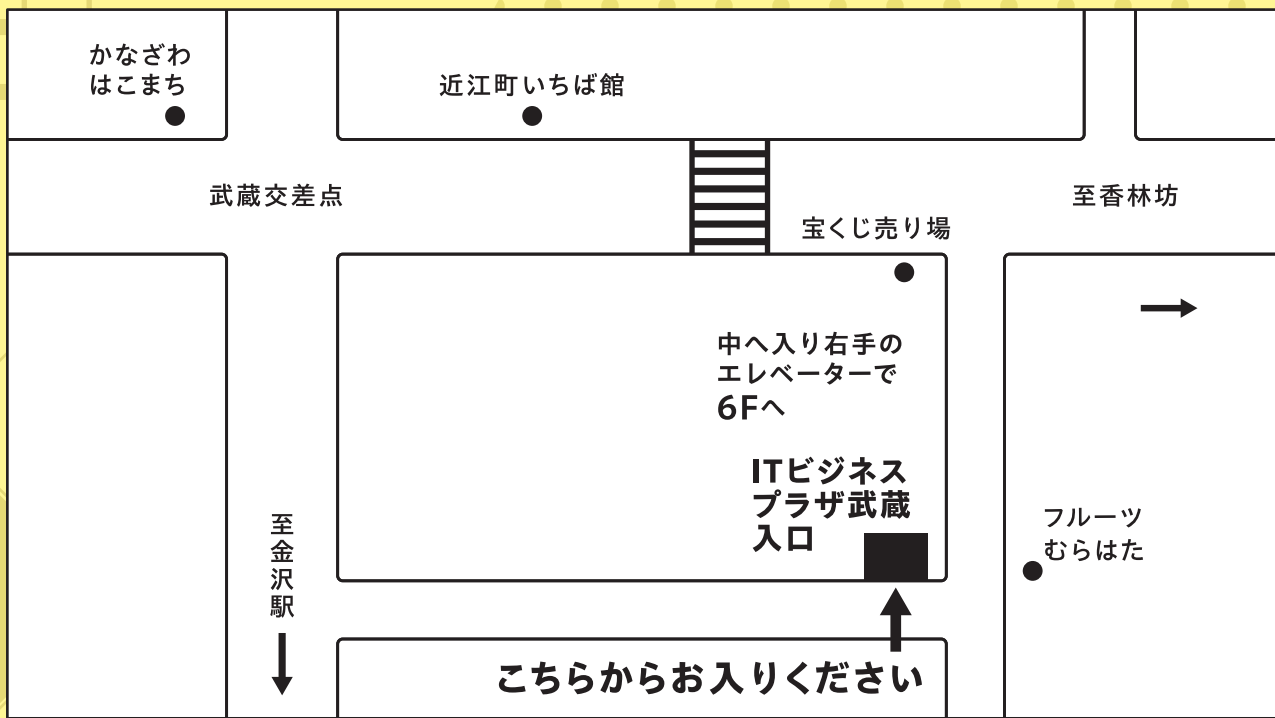 かなざわ
はこまち
近江町いちば館
武蔵交差点
至香林坊
宝くじ売り場
中へ入り右手の
エレベーターで
6Fへ
ITビジネス
プラザ武蔵
入口
至金沢駅
フルーツ
むらはた
こちらからお入りください